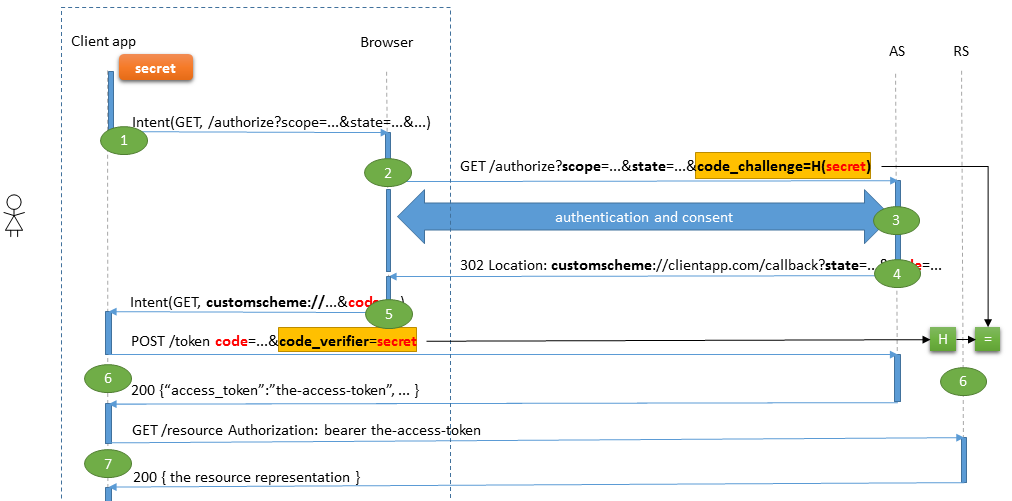 Client app
Browser
AS
RS
secret
Intent(GET, /authorize?scope=...&state=...&...)
1
GET /authorize?scope=...&state=...&code_challenge=H(secret)
2
authentication and consent
3
302 Location: customscheme://clientapp.com/callback?state=...
=...
4
Intent(GET, customscheme://...&
5
POST /token code=...&code_verifier=secret
H
=
6
6
200 {“access_token”:”the-access-token”, ... }
GET /resource Authorization: bearer the-access-token
7
200 { the resource representation }